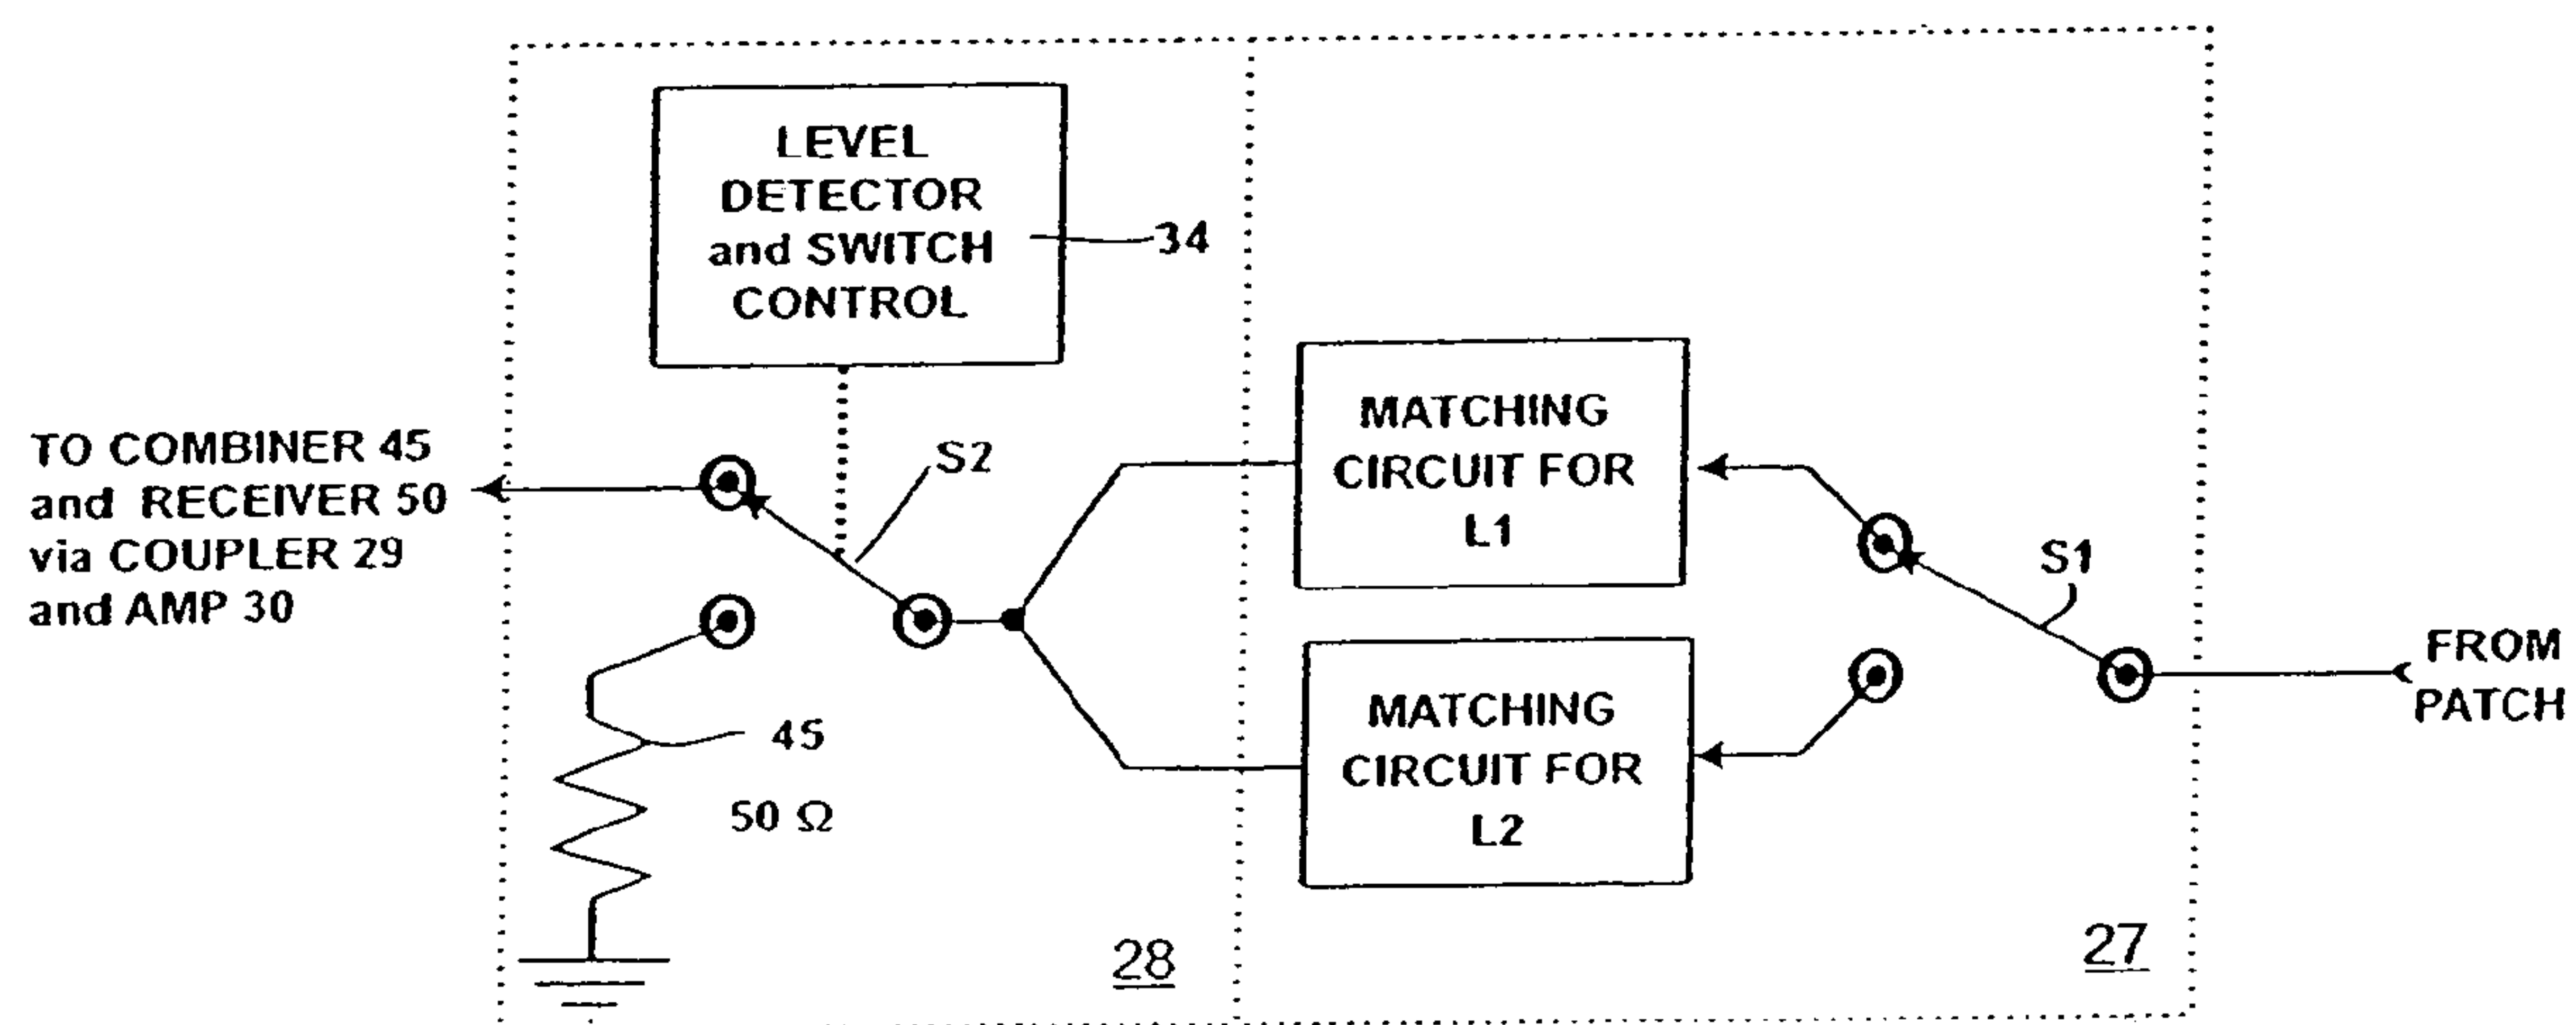 LEVEL
DETECTOR
and SWITCH
CONTROL
34
TO COMBINER 45
and RECEIVER 50
via COUPLER 29
and AMP 30
S2
MATCHING
CIRCUIT FOR
L1
S1
FROM
PATCH
45
50 Ω
MATCHING
CIRCUIT FOR
L2
28
27